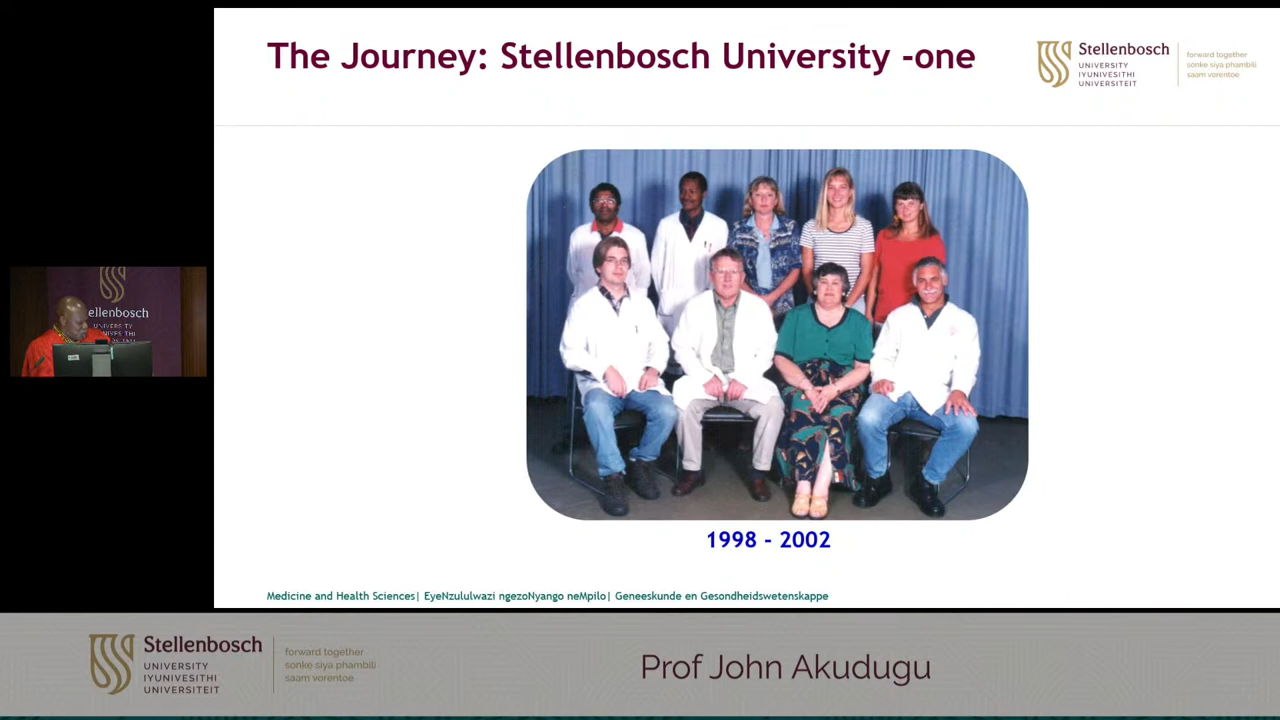 The Journey: Stellenbosch University -one
Stellenbosch
UNIVERSITY
IYUNIVESITHI
UNIVERSITEIT
forward together
sonke siya phambili
saam vorentoe
ellenbosch
1998 - 2002
Medicine and Health Sciences| EyeNzululwazi ngezoNyango neMpilo| Geneeskunde en Gesondheidswetenskappe
Stellenbosch
UNIVERSITY
IYUNIVESITHI
UNIVERSITEIT
forward together
sonke siya phambili
saam vorentoe
Prof John Akudugu